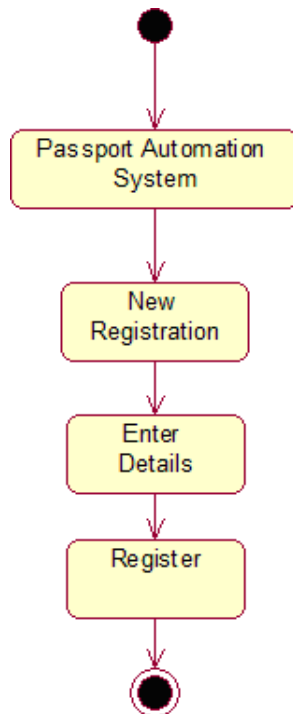 Passport Automation
System
New
Registration
Enter
Details
Register